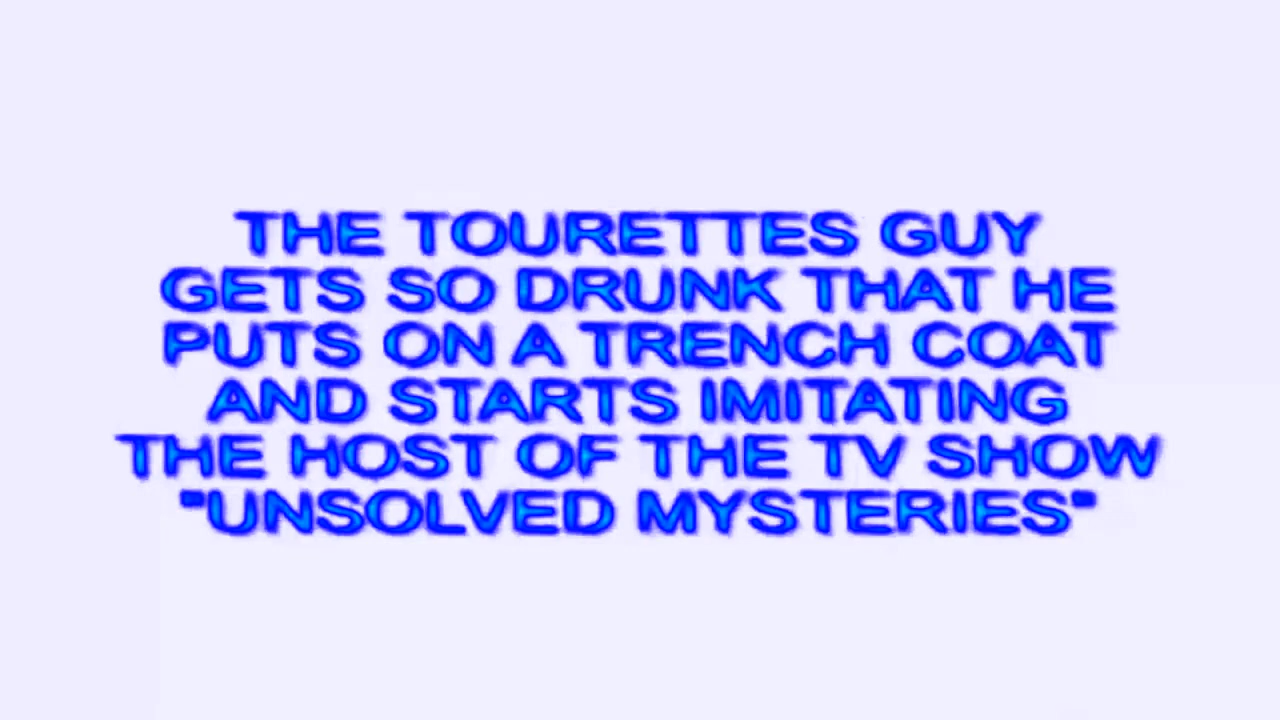 THE TOURETTES GUY
GETS SO DRUNK THAT HE
PUTS ON A TRENCH COAT
AND STARTS IMITATING
THE HOST OF THE TV SHOW
"UNSOLVED MYSTERIES"